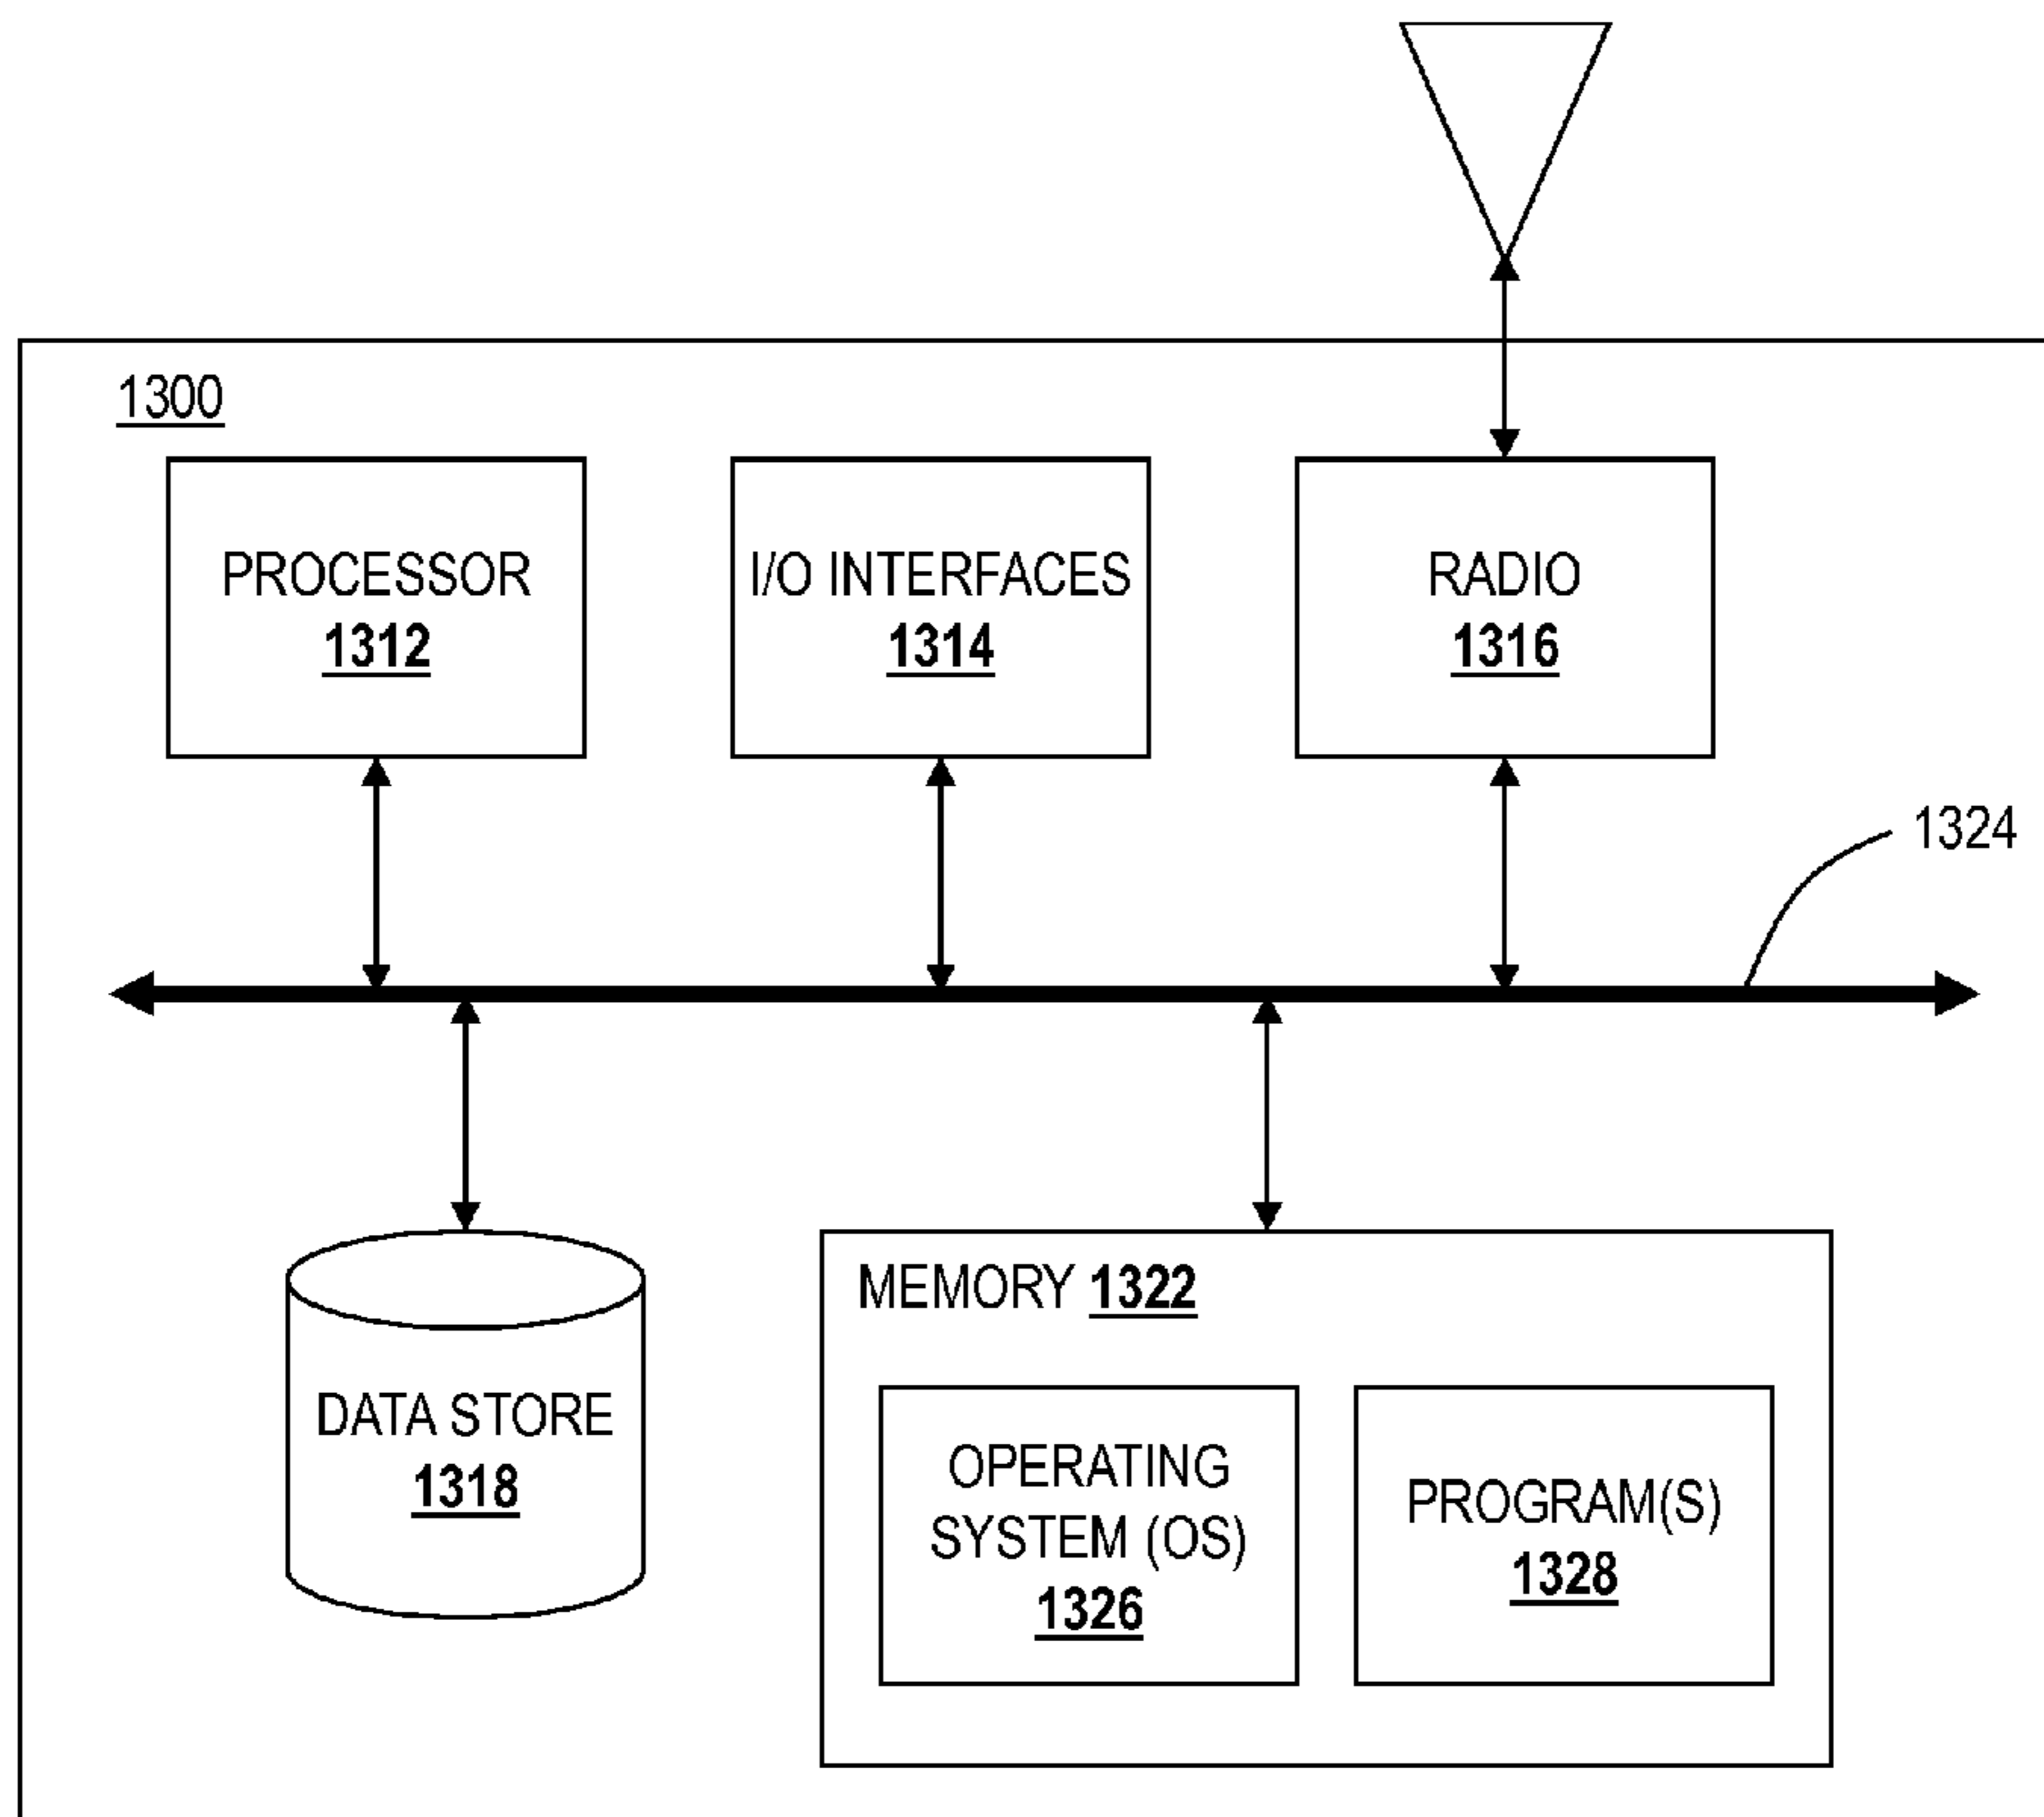 1300
PROCESSOR
1312
I/O INTERFACES
1314
RADIO
1316
1324
DATA STORE
1318
MEMORY 1322
OPERATING
SYSTEM (OS)
1326
PROGRAM(S)
1328